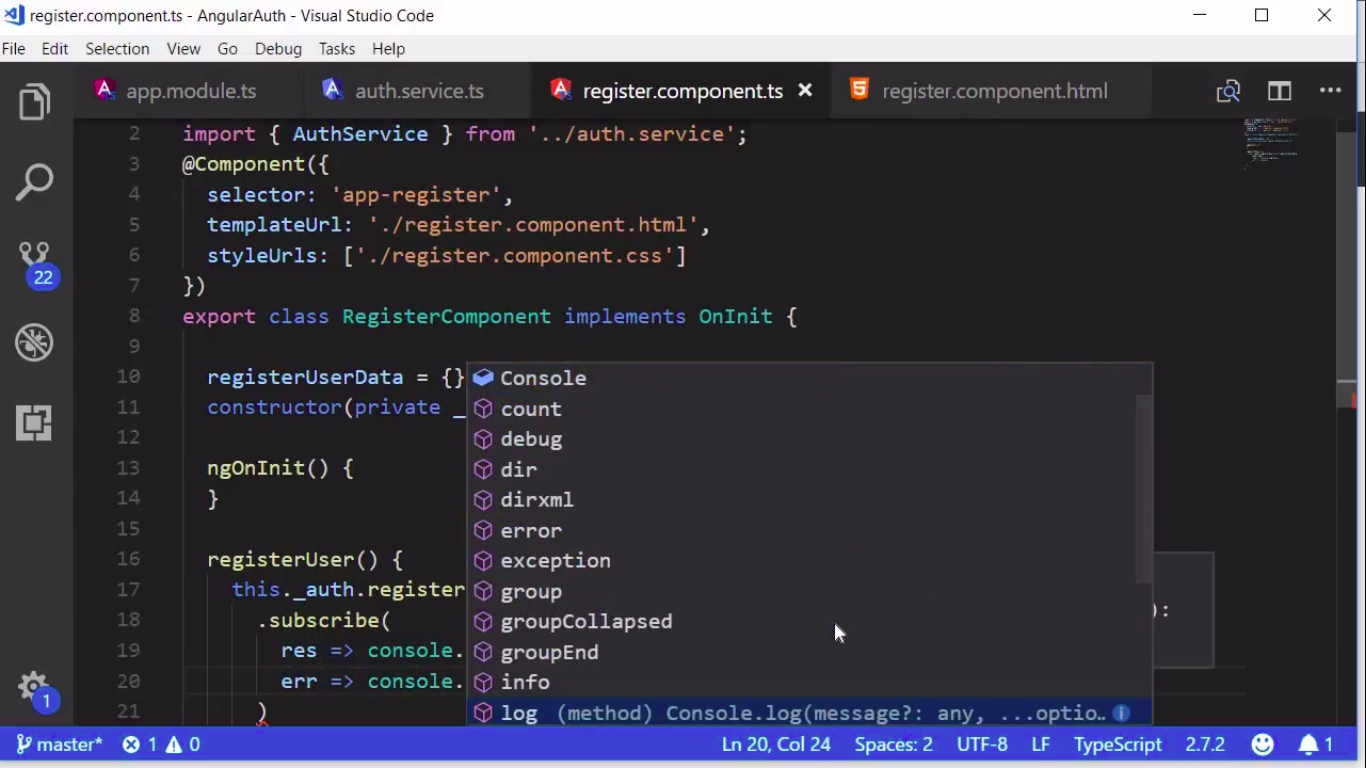 register.component.ts - AngularAuth - Visual Studio Code
File Edit Selection View Go Debug Tasks Help
app.module.ts auth.service.ts register.component.ts register.component.html
2 import { AuthService } from '../auth.service';
3 @Component({
4 selector: 'app-register',
5 templateUrl: './register.component.html',
6 styleUrls: ['./register.component.css']
7 })
8 export class RegisterComponent implements OnInit {
9
10 registerUserData = {}
11 constructor(private _
12
13 ngOnInit() {
14 }
15
16 registerUser() {
17 this._auth.register
18 .subscribe(
19 res => console.
20 err => console.
21 )
Console
count
debug
dir
dirxml
error
exception
group
groupCollapsed
groupEnd
info
log (method) Console.log(message?: any, ...optio…
):
22
1
master* 1 0 Ln 20, Col 24 Spaces: 2 UTF-8 LF TypeScript 2.7.2 1